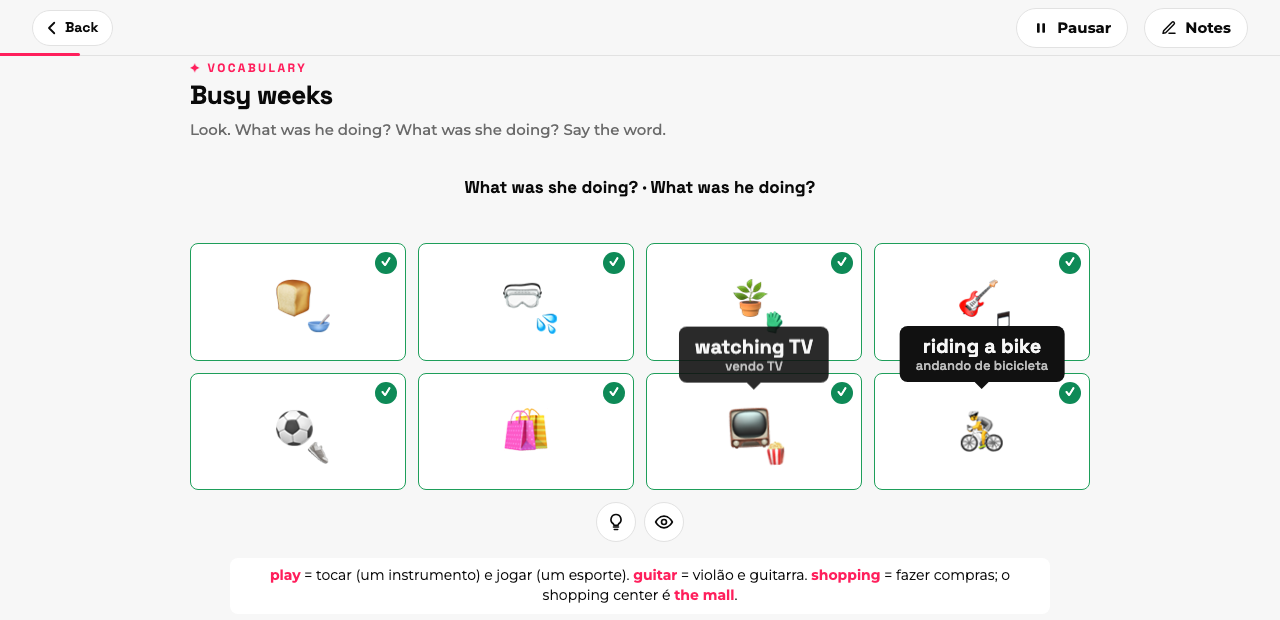 Back
Pausar
Notes
VOCABULARY
Busy weeks
Look. What was he doing? What was she doing? Say the word.
What was she doing? · What was he doing?
watching TV
vendo TV
riding a bike
andando de bicicleta
play = tocar (um instrumento) e jogar (um esporte). guitar = violão e guitarra. shopping = fazer compras; o
shopping center é the mall.